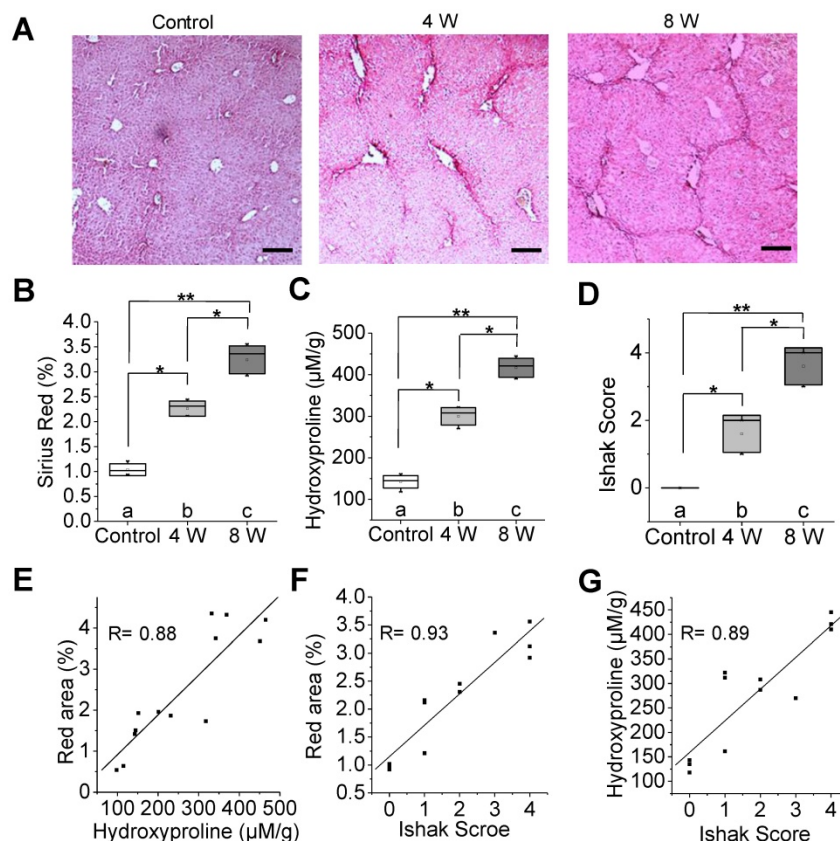 Control 4 W 8 W
A
B
Sirius Red (%)
4.0
3.5
3.0
2.5
2.0
1.5
1.0
0.5
0.0
**
*
*
a b c
Control 4 W 8 W
C
Hydroxyproline (µM/g)
500
400
300
200
100
**
*
*
a b c
Control 4 W 8 W
D
Ishak Score
4
2
0
**
*
*
a b c
Control 4 W 8 W
E
R= 0.88
Red area (%)
5
4
3
2
1
0
100 200 300 400 500
Hydroxyproline (µM/g)
F
R = 0.93
Red area (%)
4.0
3.5
3.0
2.5
2.0
1.5
1.0
0.5
0 1 2 3 4
Ishak Scroe
G
R = 0.89
Hydroxyproline (µM/g)
450
400
350
300
250
200
150
100
0 1 2 3 4
Ishak Score